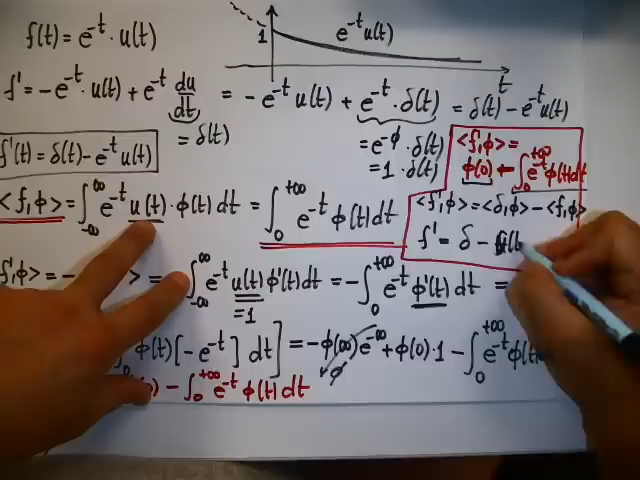 f(t) = e^{-t} · u(t)
1
e^{-t} u(t)
t
f' = -e^{-t} · u(t) + e^{-t} du/dt = -e^{-t} u(t) + e^{-t} · δ(t) = δ(t) - e^{-t} u(t)
= δ(t)
= e^{-ϕ} · δ(t)
= 1 · δ(t)
f'(t) = δ(t) - e^{-t} u(t)
<f,ϕ> =
ϕ(0) - ∫_0^{+∞} e^{-t} ϕ(t) dt
<f,ϕ> = ∫_{-∞}^{∞} e^{-t} u(t) · ϕ(t) dt = ∫_0^{+∞} e^{-t} ϕ(t) dt
<f',ϕ> = <δ,ϕ> - <f,ϕ>
f' = δ -
f',ϕ> = - > = ∫_{-∞}^{∞} e^{-t} u(t) ϕ'(t) dt = -∫_0^{+∞} e^{-t} ϕ'(t) dt =
=1
ϕ(t) [-e^{-t}] dt] = -ϕ(∞) e^{-∞} + ϕ(0) · 1 - ∫_0^{+∞} e^{-t} ϕ(t)
ϕ
) - ∫_0^{+∞} e^{-t} ϕ(t) dt